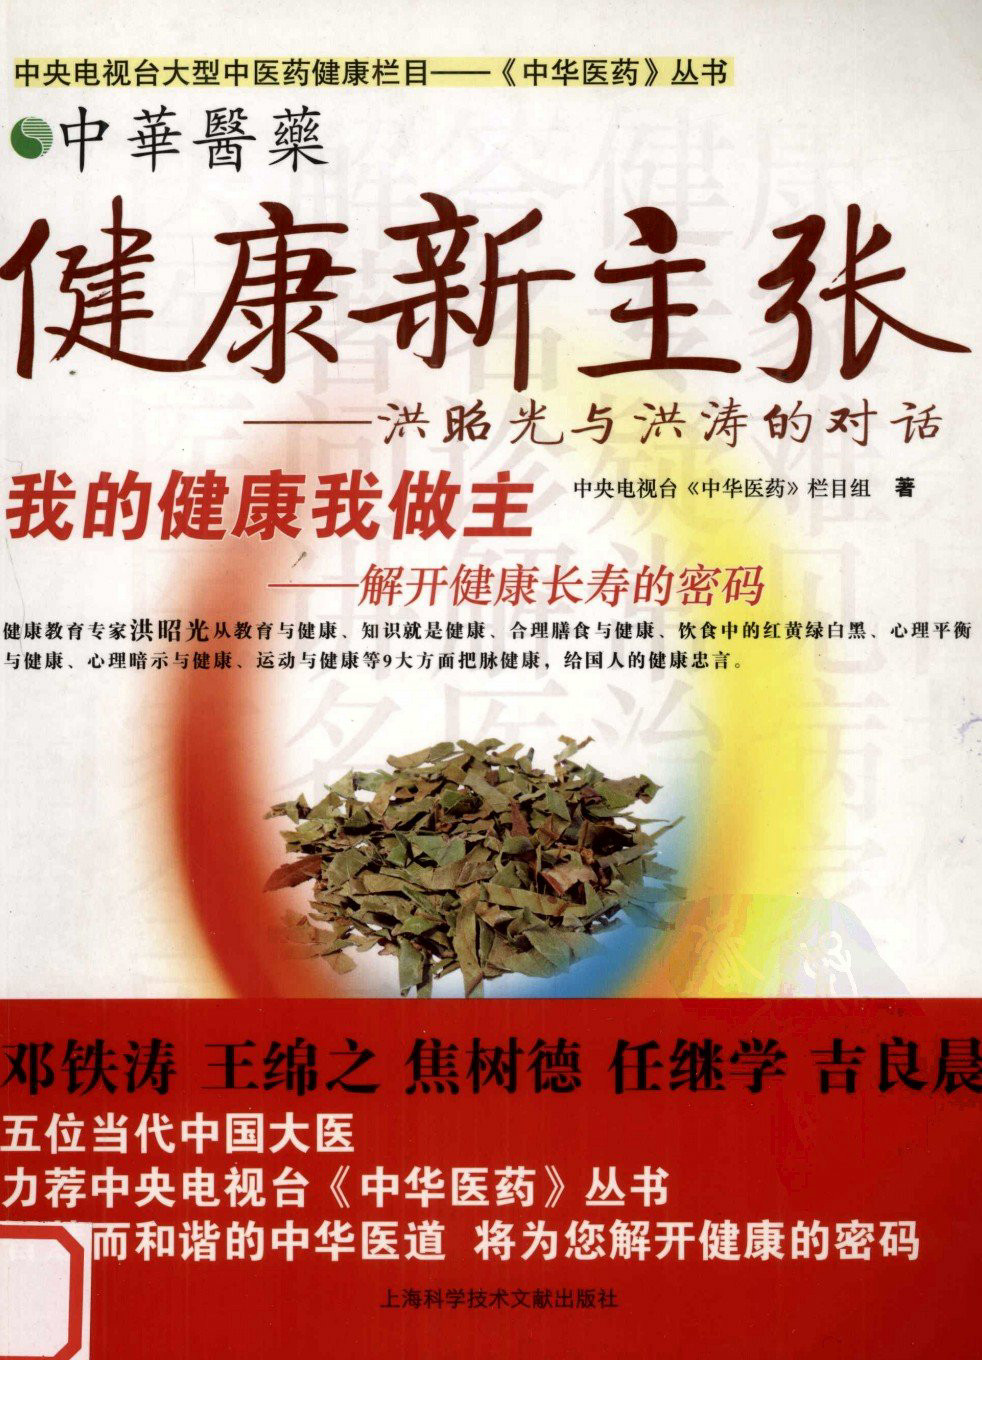 中央电视台大型中医药健康栏目——《中华医药》丛书
中華醫藥
健康新主张
——洪昭光与洪涛的对话
我的健康我做主
中央电视台《中华医药》栏目组 著
——解开健康长寿的密码
健康教育专家洪昭光从教育与健康、知识就是健康、合理膳食与健康、饮食中的红黄绿白黑、心理平衡
与健康、心理暗示与健康、运动与健康等9大方面把脉健康，给国人的健康忠言。
邓铁涛 王绵之 焦树德 任继学 吉良晨
五位当代中国大医
力荐中央电视台《中华医药》丛书
而和谐的中华医道 将为您解开健康的密码
上海科学技术文献出版社